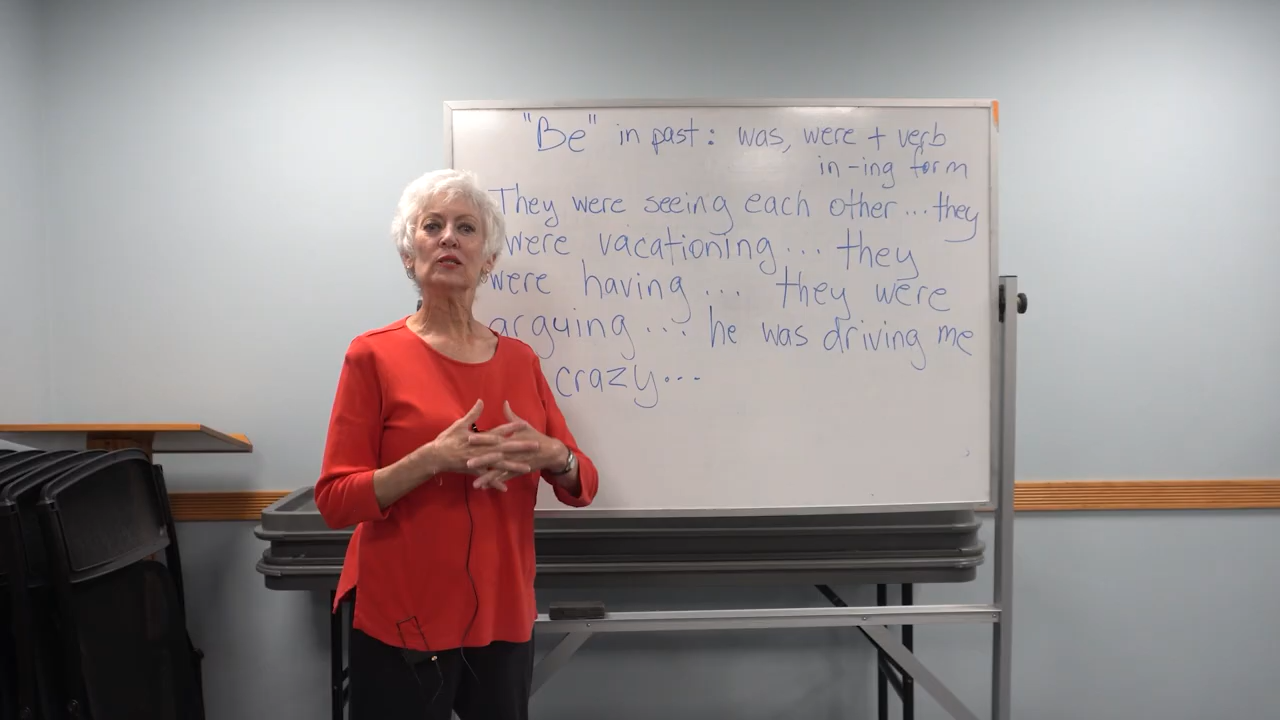 "Be" in past: was, were + verb
in -ing form
They were seeing each other... they
were vacationing... they
were having... they were
arguing.... he was driving me
crazy...